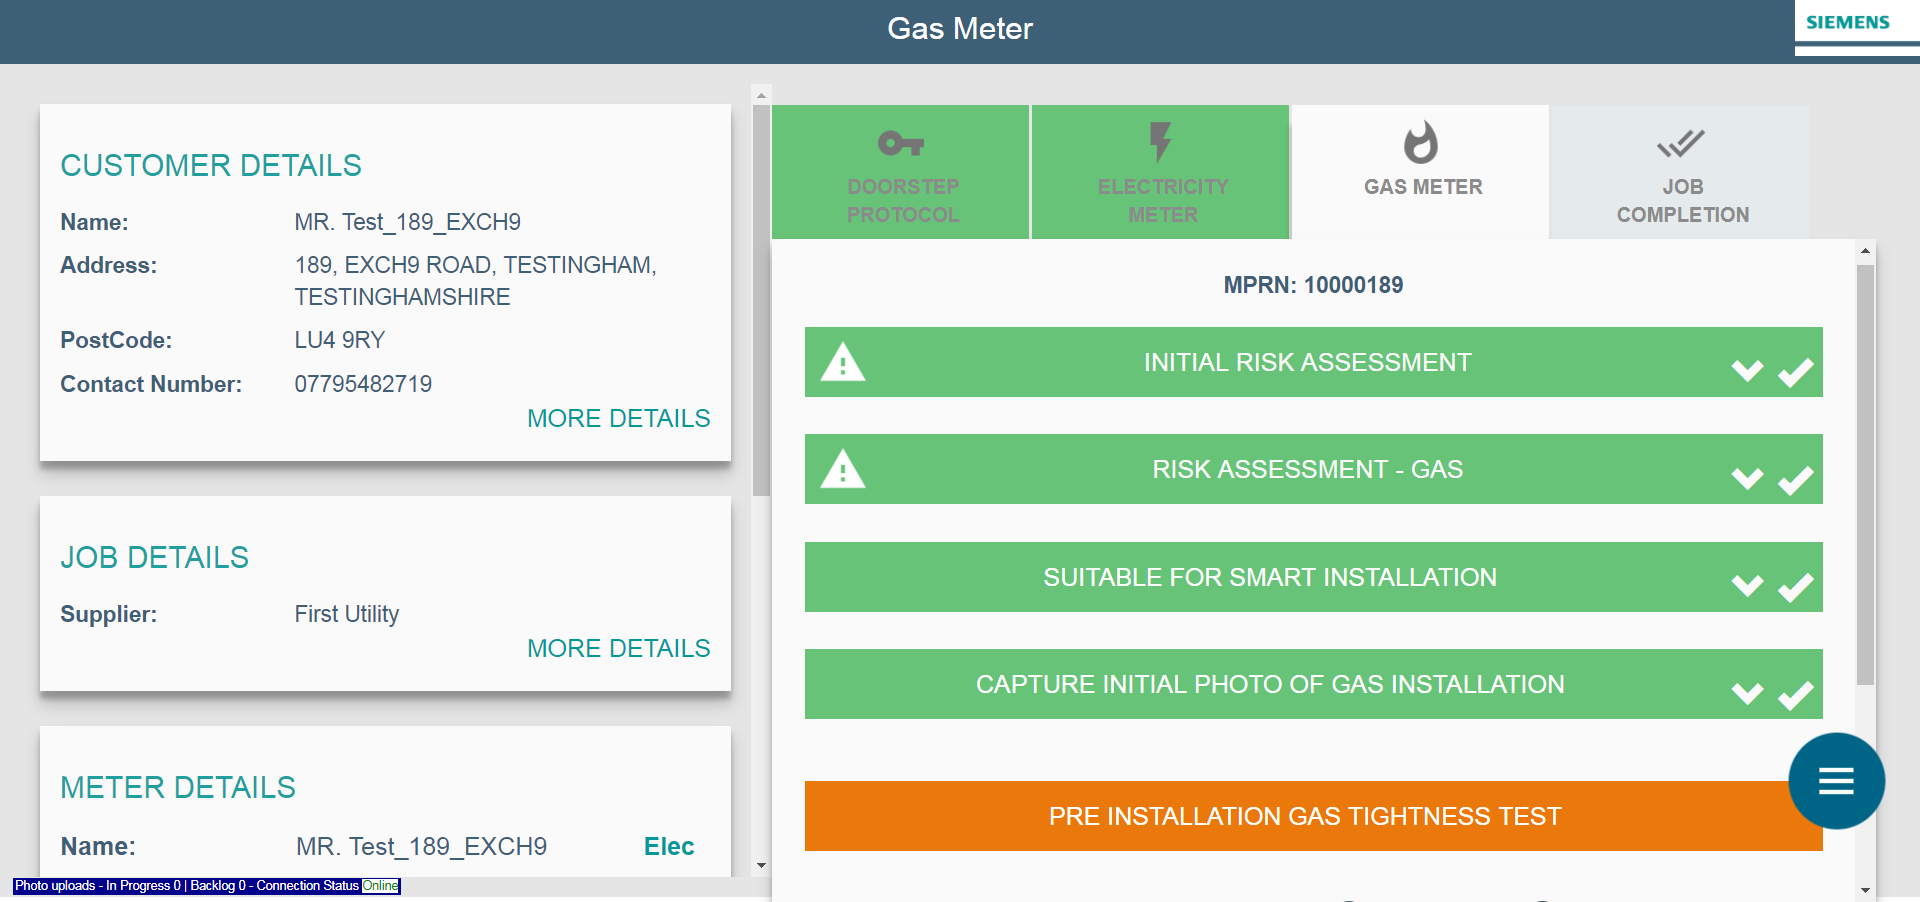 Gas Meter
SIEMENS
CUSTOMER DETAILS
Name: MR. Test_189_EXCH9
Address: 189, EXCH9 ROAD, TESTINGHAM,
TESTINGHAMSHIRE
PostCode: LU4 9RY
Contact Number: 07795482719
MORE DETAILS
JOB DETAILS
Supplier: First Utility
MORE DETAILS
METER DETAILS
Name: MR. Test_189_EXCH9 Elec
Photo uploads - In Progress 0 | Backlog 0 - Connection Status Online
DOORSTEP
PROTOCOL
ELECTRICITY
METER
GAS METER
JOB
COMPLETION
MPRN: 10000189
INITIAL RISK ASSESSMENT
RISK ASSESSMENT - GAS
SUITABLE FOR SMART INSTALLATION
CAPTURE INITIAL PHOTO OF GAS INSTALLATION
PRE INSTALLATION GAS TIGHTNESS TEST